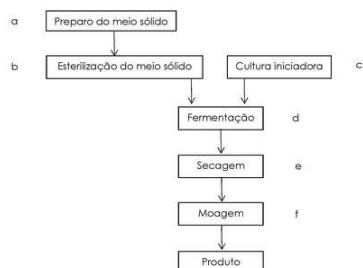 a Preparo do meio sólido
b Esterilização do meio sólido Cultura iniciadora c
Fermentação d
Secagem e
Moagem f
Produto